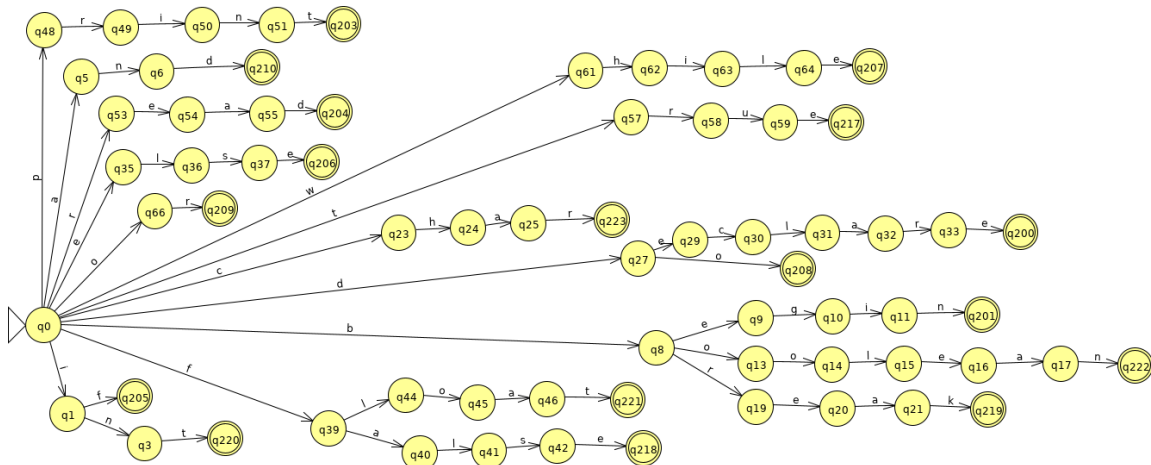 q48 r q49 i q50 n q51 t q203
q5 n q6 d q210
q53 e q54 a q55 d q204
q35 l q36 s q37 e q206
q66 r q209
q61 h q62 i q63 l q64 e q207
q57 r q58 u q59 e q217
q23 h q24 a q25 r q223
q27 e q29 c q30 l q31 a q32 r q33 e q200
o q208
p a r e o w t c d b f i
q0
q8 e q9 g q10 i q11 n q201
o q13 o q14 l q15 e q16 a q17 n q222
r q19 e q20 a q21 k q219
q1 f q205
n q3 t q220
q39 l q44 o q45 a q46 t q221
a q40 l q41 s q42 e q218